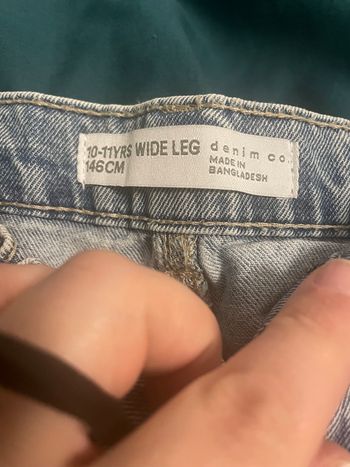 10-11YRS WIDE LEG
146CM
denim co.
MADE IN
BANGLADESH